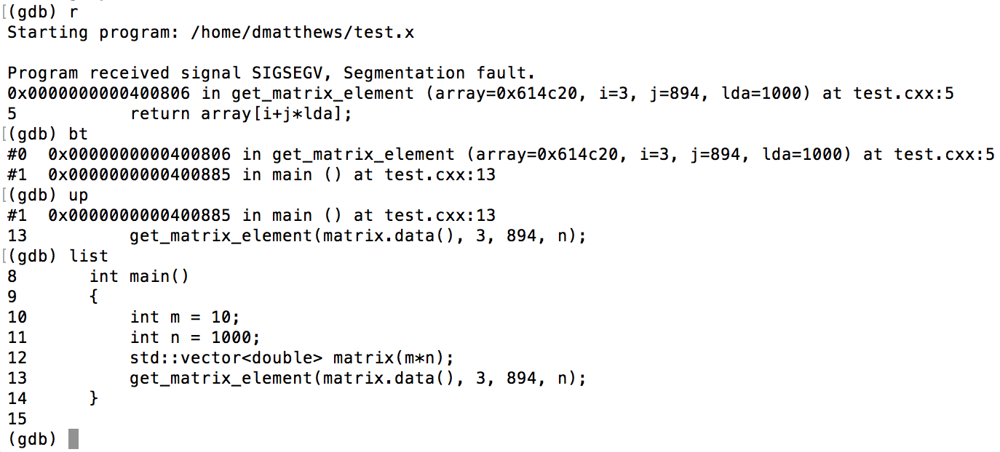 (gdb) r
Starting program: /home/dmatthews/test.x

Program received signal SIGSEGV, Segmentation fault.
0x0000000000400806 in get_matrix_element (array=0x614c20, i=3, j=894, lda=1000) at test.cxx:5
5           return array[i+j*lda];
(gdb) bt
#0  0x0000000000400806 in get_matrix_element (array=0x614c20, i=3, j=894, lda=1000) at test.cxx:5
#1  0x0000000000400885 in main () at test.cxx:13
(gdb) up
#1  0x0000000000400885 in main () at test.cxx:13
13          get_matrix_element(matrix.data(), 3, 894, n);
(gdb) list
8       int main()
9       {
10          int m = 10;
11          int n = 1000;
12          std::vector<double> matrix(m*n);
13          get_matrix_element(matrix.data(), 3, 894, n);
14      }
15
(gdb)